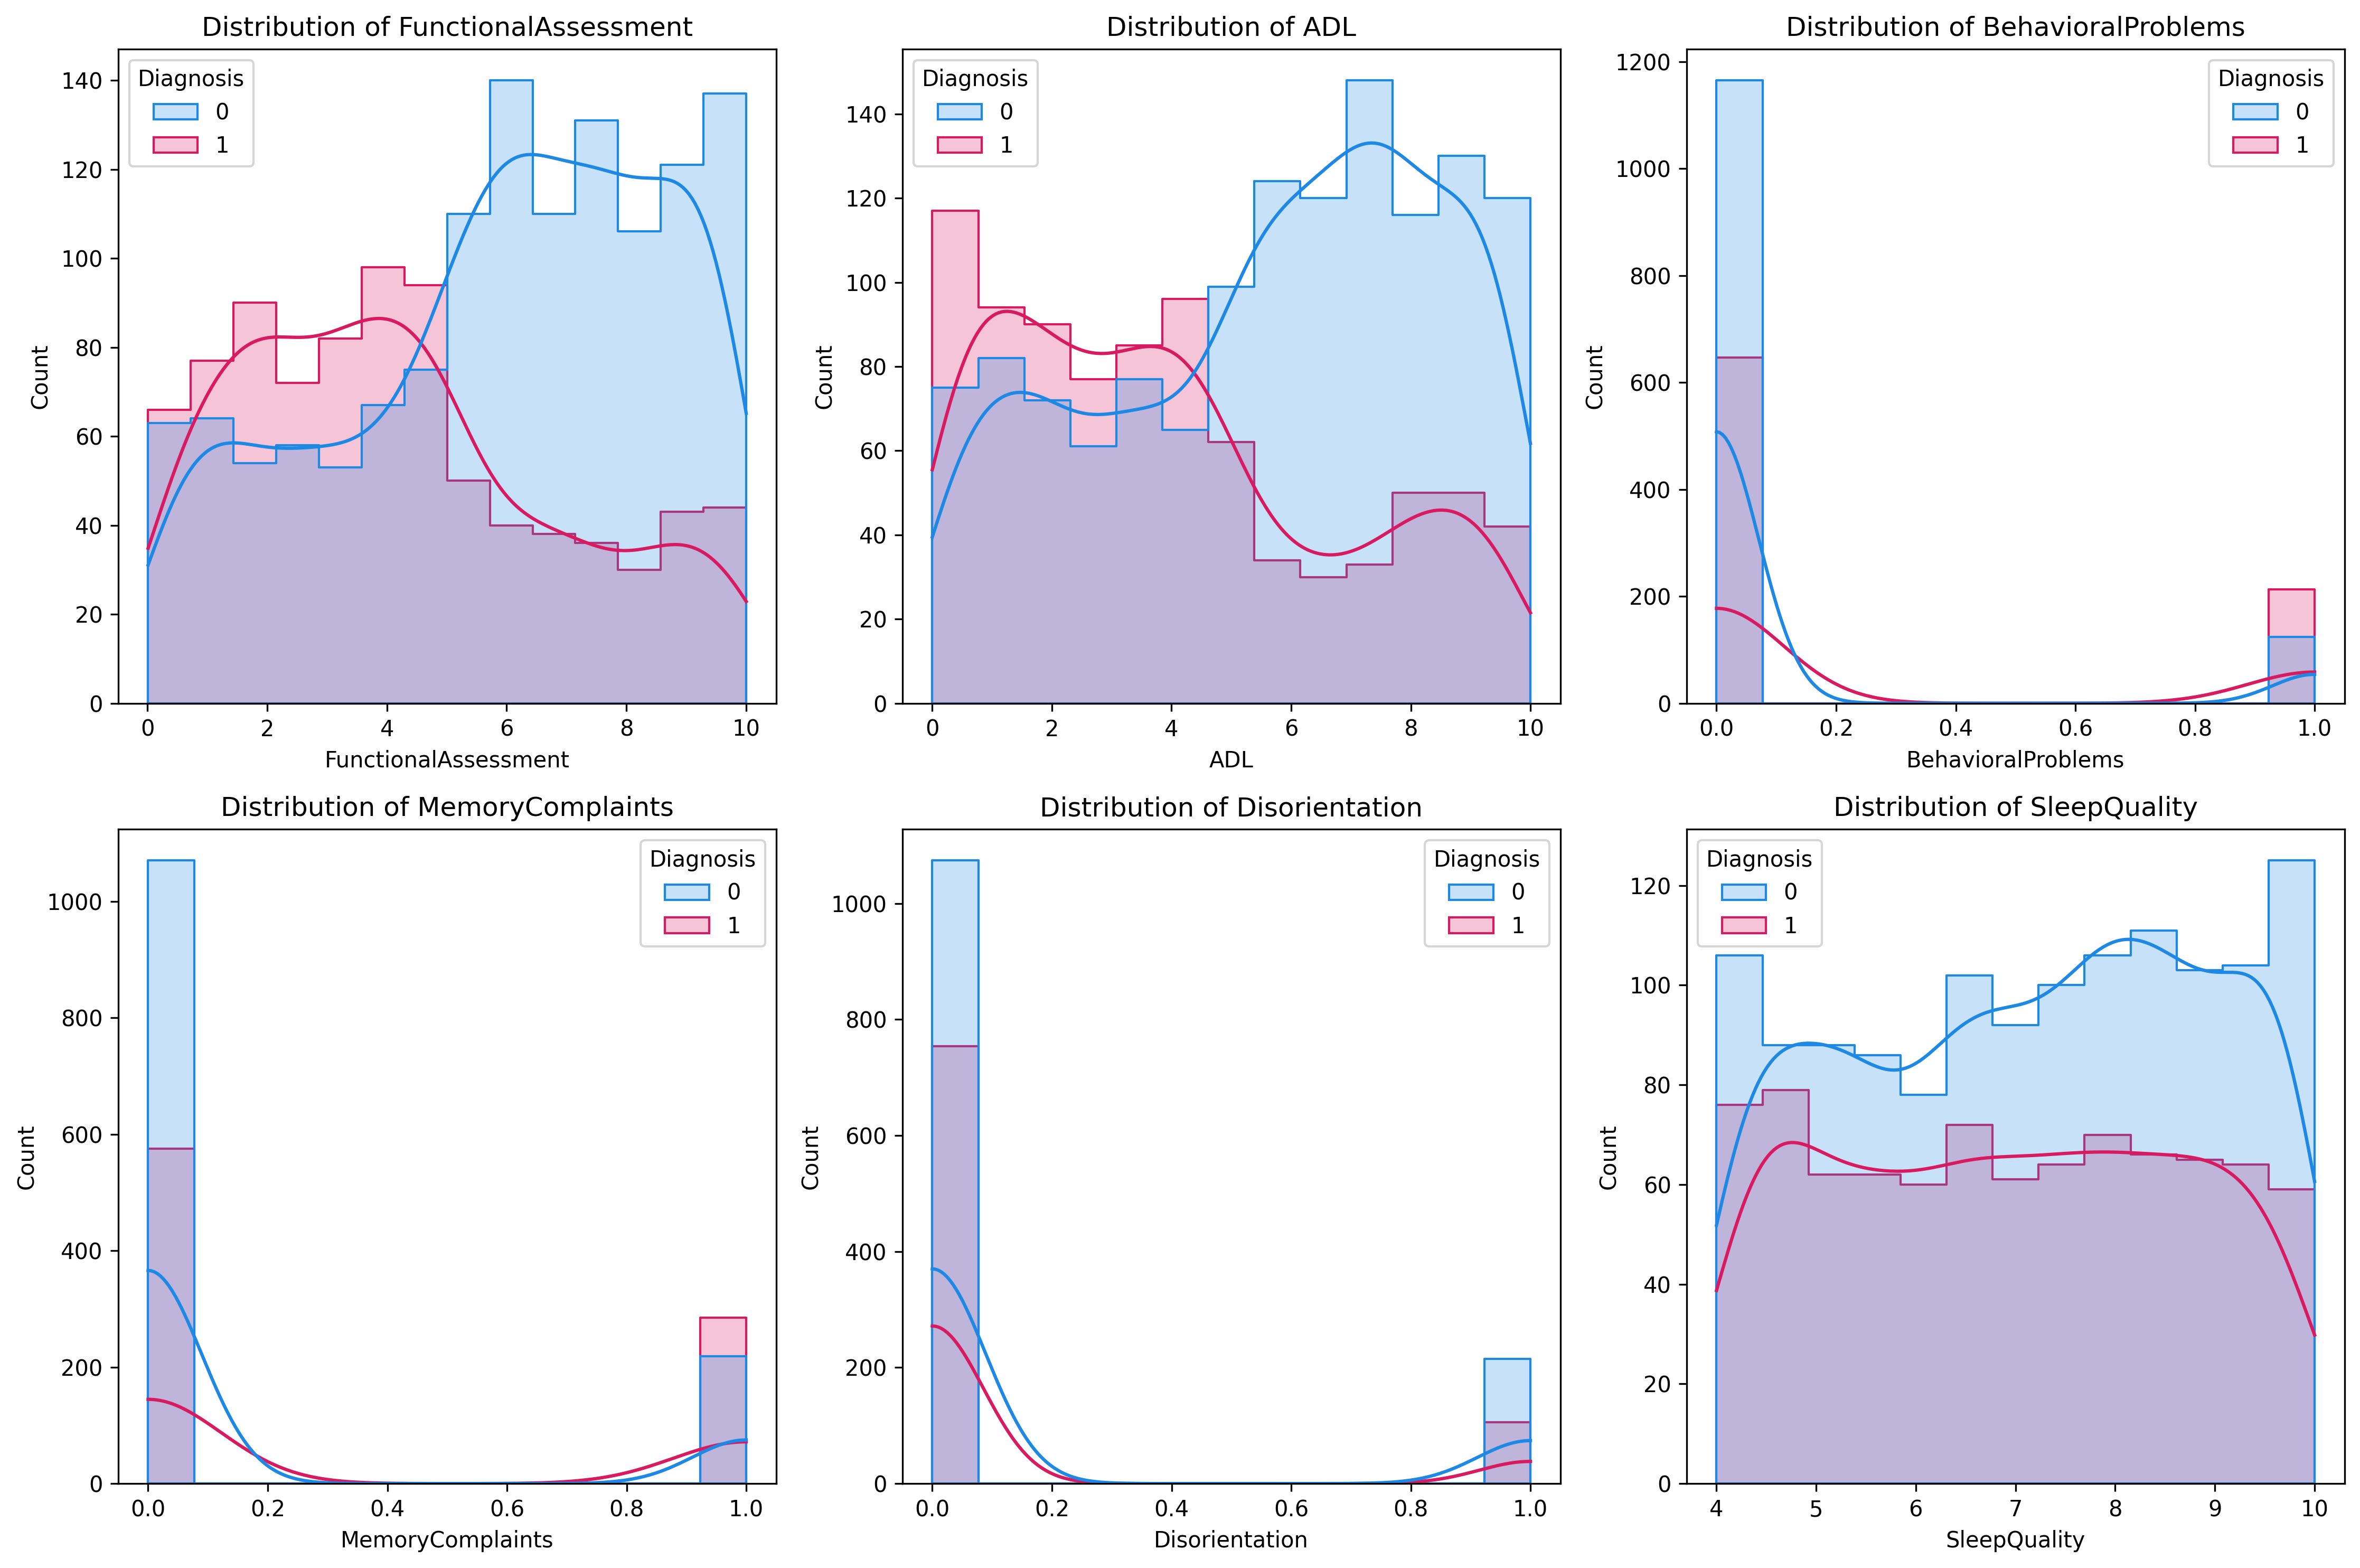 Distribution of FunctionalAssessment
Diagnosis
0
1
Count
140
120
100
80
60
40
20
0
0 2 4 6 8 10
FunctionalAssessment
Distribution of ADL
Diagnosis
0
1
Count
140
120
100
80
60
40
20
0
0 2 4 6 8 10
ADL
Distribution of BehavioralProblems
Diagnosis
0
1
Count
1200
1000
800
600
400
200
0
0.0 0.2 0.4 0.6 0.8 1.0
BehavioralProblems
Distribution of MemoryComplaints
Diagnosis
0
1
Count
1000
800
600
400
200
0
0.0 0.2 0.4 0.6 0.8 1.0
MemoryComplaints
Distribution of Disorientation
Diagnosis
0
1
Count
1000
800
600
400
200
0
0.0 0.2 0.4 0.6 0.8 1.0
Disorientation
Distribution of SleepQuality
Diagnosis
0
1
Count
120
100
80
60
40
20
0
4 5 6 7 8 9 10
SleepQuality